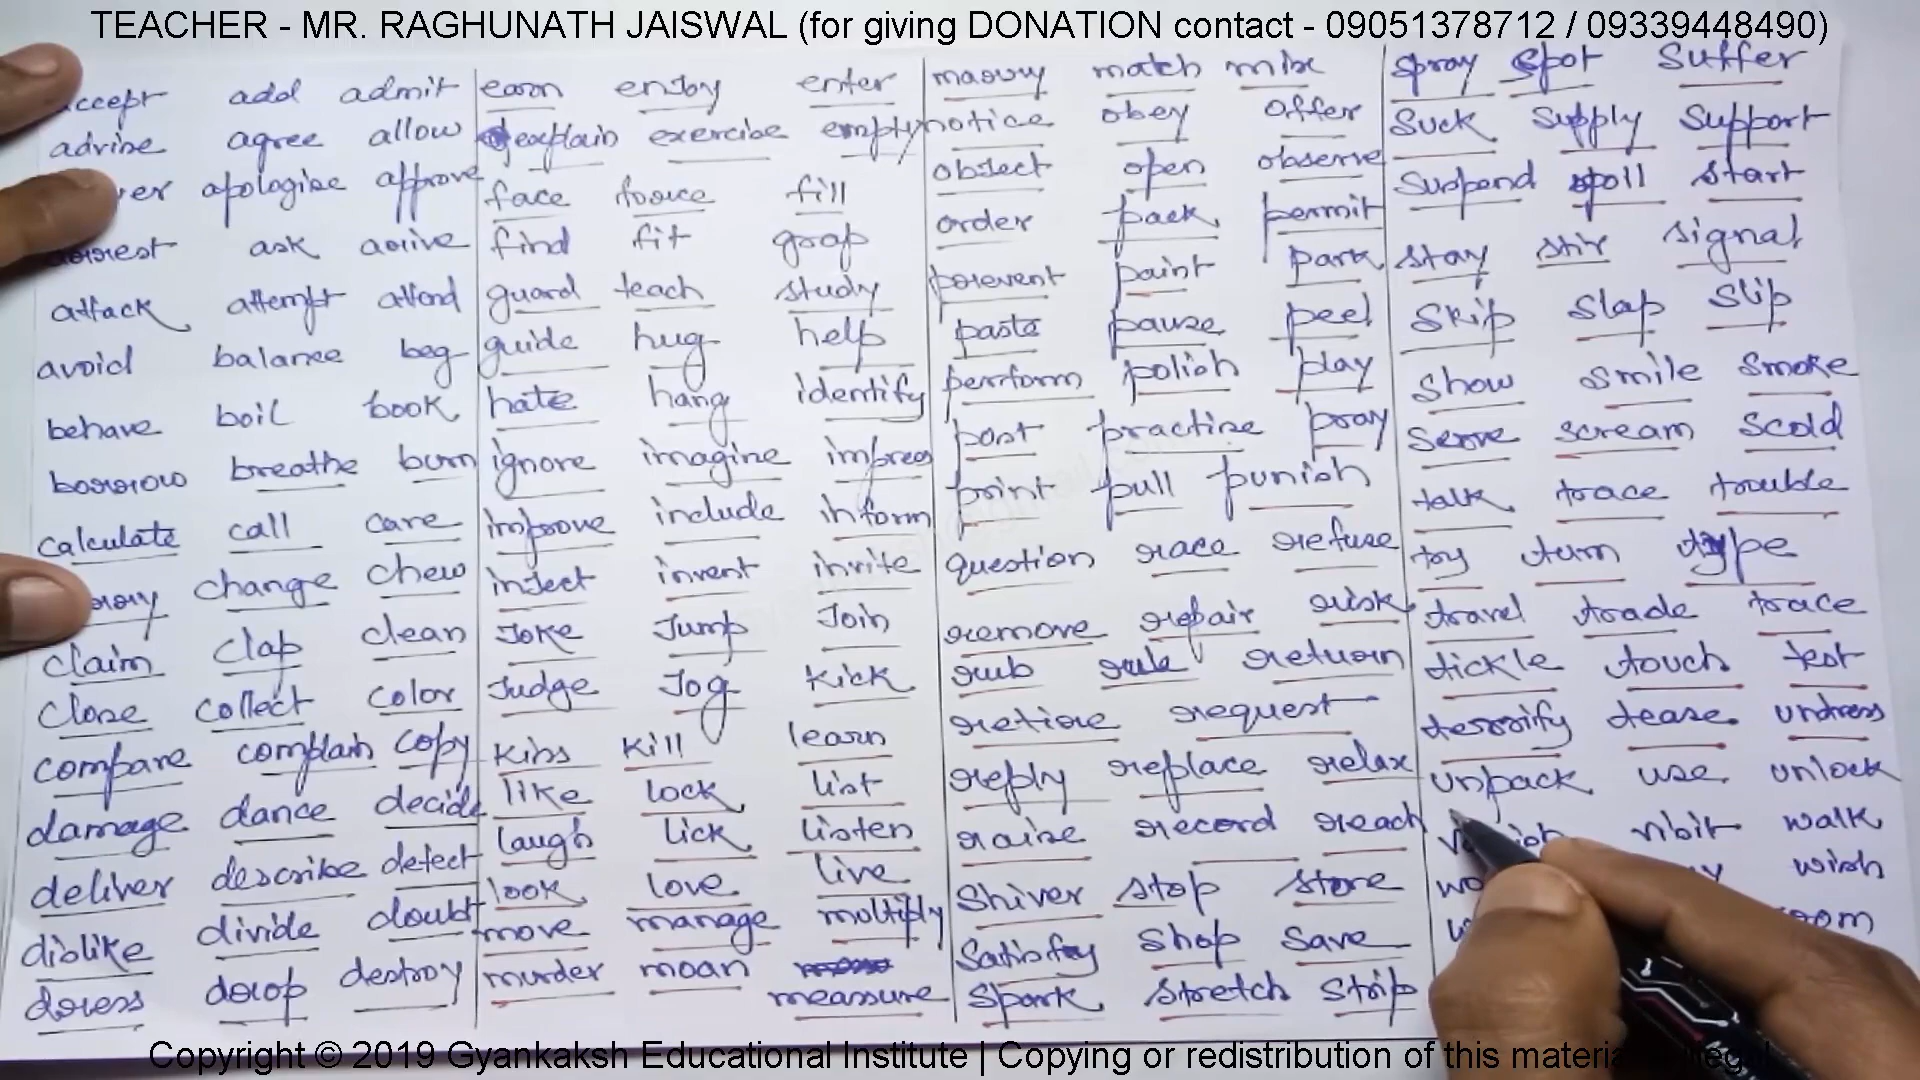 TEACHER - MR. RAGHUNATH JAISWAL (for giving DONATION contact - 09051378712 / 09339448490)
add admit
advise agree allow
apologise approve
ask arrive
attack attempt attend
avoid balance beg
behave boil book
borrow breathe burn
calculate call care
change chew
claim clap clean
close collect color
compare complain copy
damage dance decide
deliver describe detect
dislike divide doubt
dress drop destroy
earn enjoy enter
explain exercise empty
face force fill
find fit grap
guard teach study
guide hug help
hate hang identify
ignore imagine impres
improve include inform
inject invent invite
Joke Jump Join
Judge Jog kick
kiss kill learn
like lock list
laugh lick listen
look love live
move manage multiply
murder moan
meassure
marry match mix
notice obey offer
object open observe
order pack permit
prevent paint park
paste pause peel
perform polish play
post practise pray
print pull punish
question race refuse
remove repair risk
rub rule return
retire request
reply replace relax
raise record reach
Shiver stop store
Satisfy Shop Save
Spark Stretch Strip
Spray Spot Suffer
Suck Supply Support
Suspend spoll start
stay stir signal
Skip Slap Slip
Show Smile Smoke
Serve scream scold
talk trace trouble
try turn type
travel trade trace
tickle touch test
terrify tease undress
unpack use unlock
visit walk
wish
Copyright © 2019 Gyankaksh Educational Institute | Copying or redistribution of this